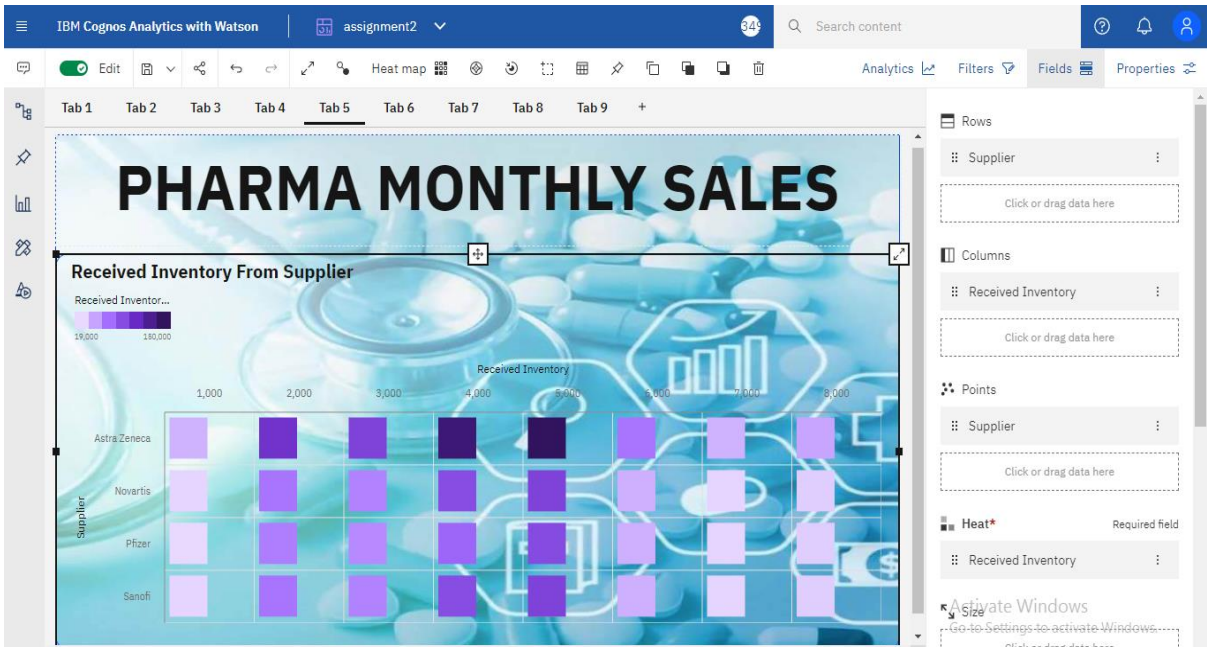 IBM Cognos Analytics with Watson
assignment2
349
Search content
Edit
Heat map
Analytics
Filters
Fields
Properties
Tab 1 Tab 2 Tab 3 Tab 4 Tab 5 Tab 6 Tab 7 Tab 8 Tab 9 +
PHARMA MONTHLY SALES
Received Inventory From Supplier
Received Inventor...
19,000 180,000
Received Inventory
1,000 2,000 3,000 4,000 5,000 6,000 7,000 8,000
Supplier
Astra Zeneca
Novartis
Pfizer
Sanofi
Rows
Supplier
Click or drag data here
Columns
Received Inventory
Click or drag data here
Points
Supplier
Click or drag data here
Heat* Required field
Received Inventory
Size
Activate Windows
Go to Settings to activate Windows.
Click or drag data here